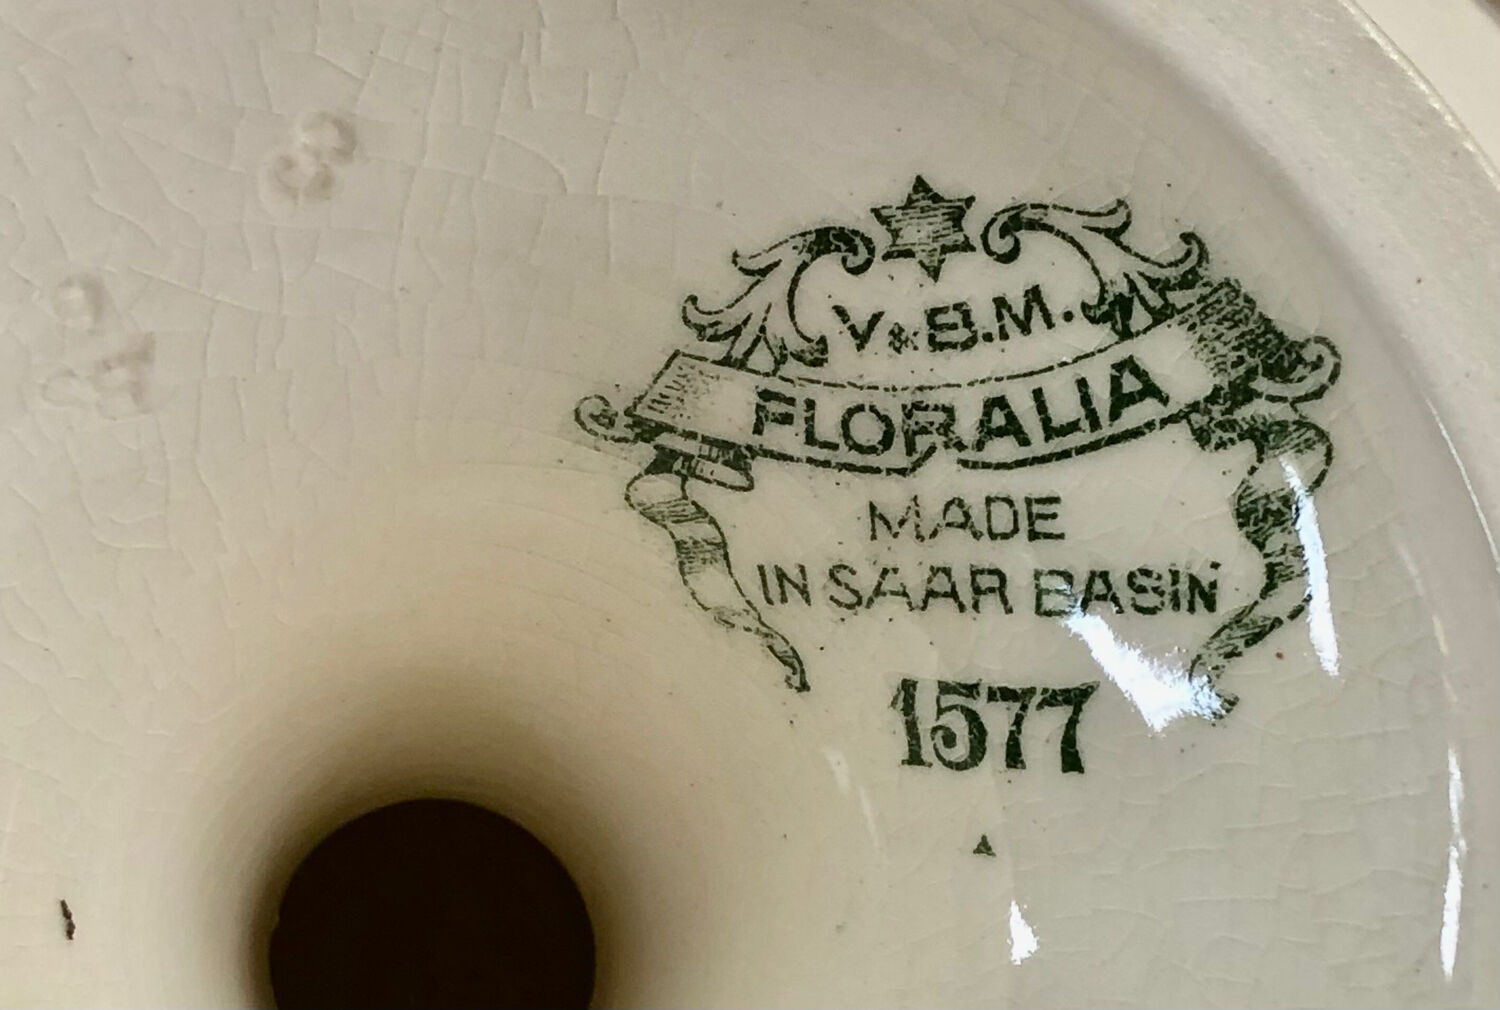 V & B.M.
FLORALIA
MADE
IN SAAR BASIN
1577